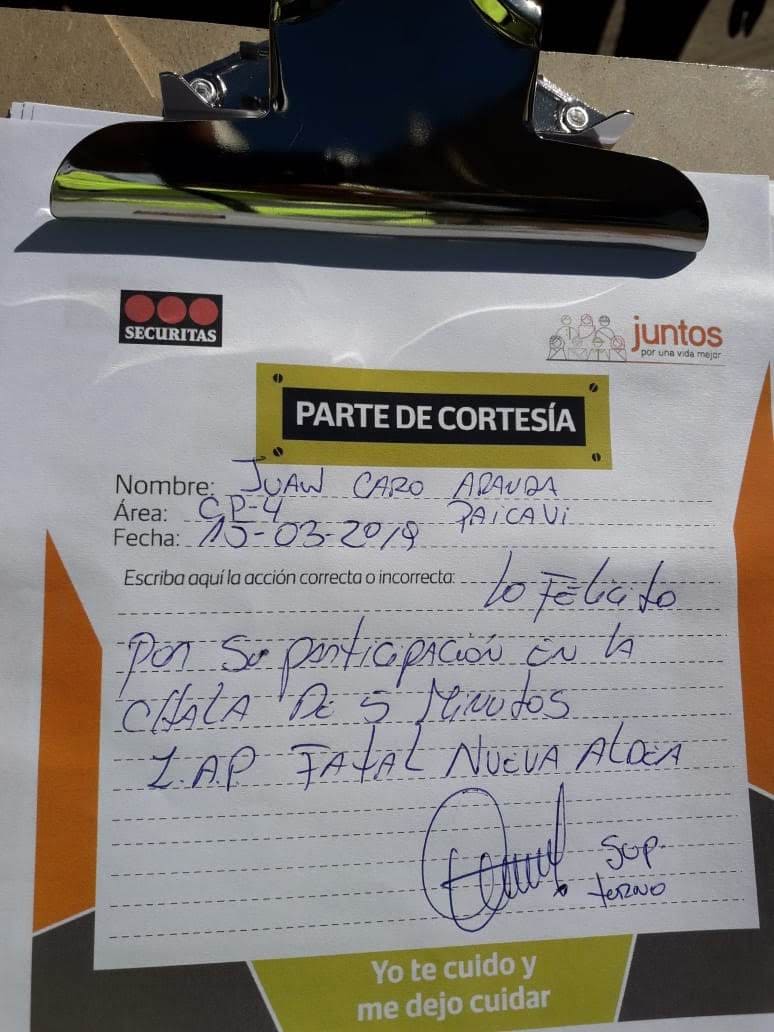 SECURITAS
juntos
por una vida mejor
PARTE DE CORTESÍA
Nombre: JUAN CARO ARANDA
Área: CP-4 PAICAVI
Fecha: 15-03-2019
Escriba aquí la acción correcta o incorrecta: Lo Felicito
Por su participación en la
CHALA De 5 Minutos
I.A.P. FATAL NUEVA ALDEA
Sup.
turno
Yo te cuido y
me dejo cuidar